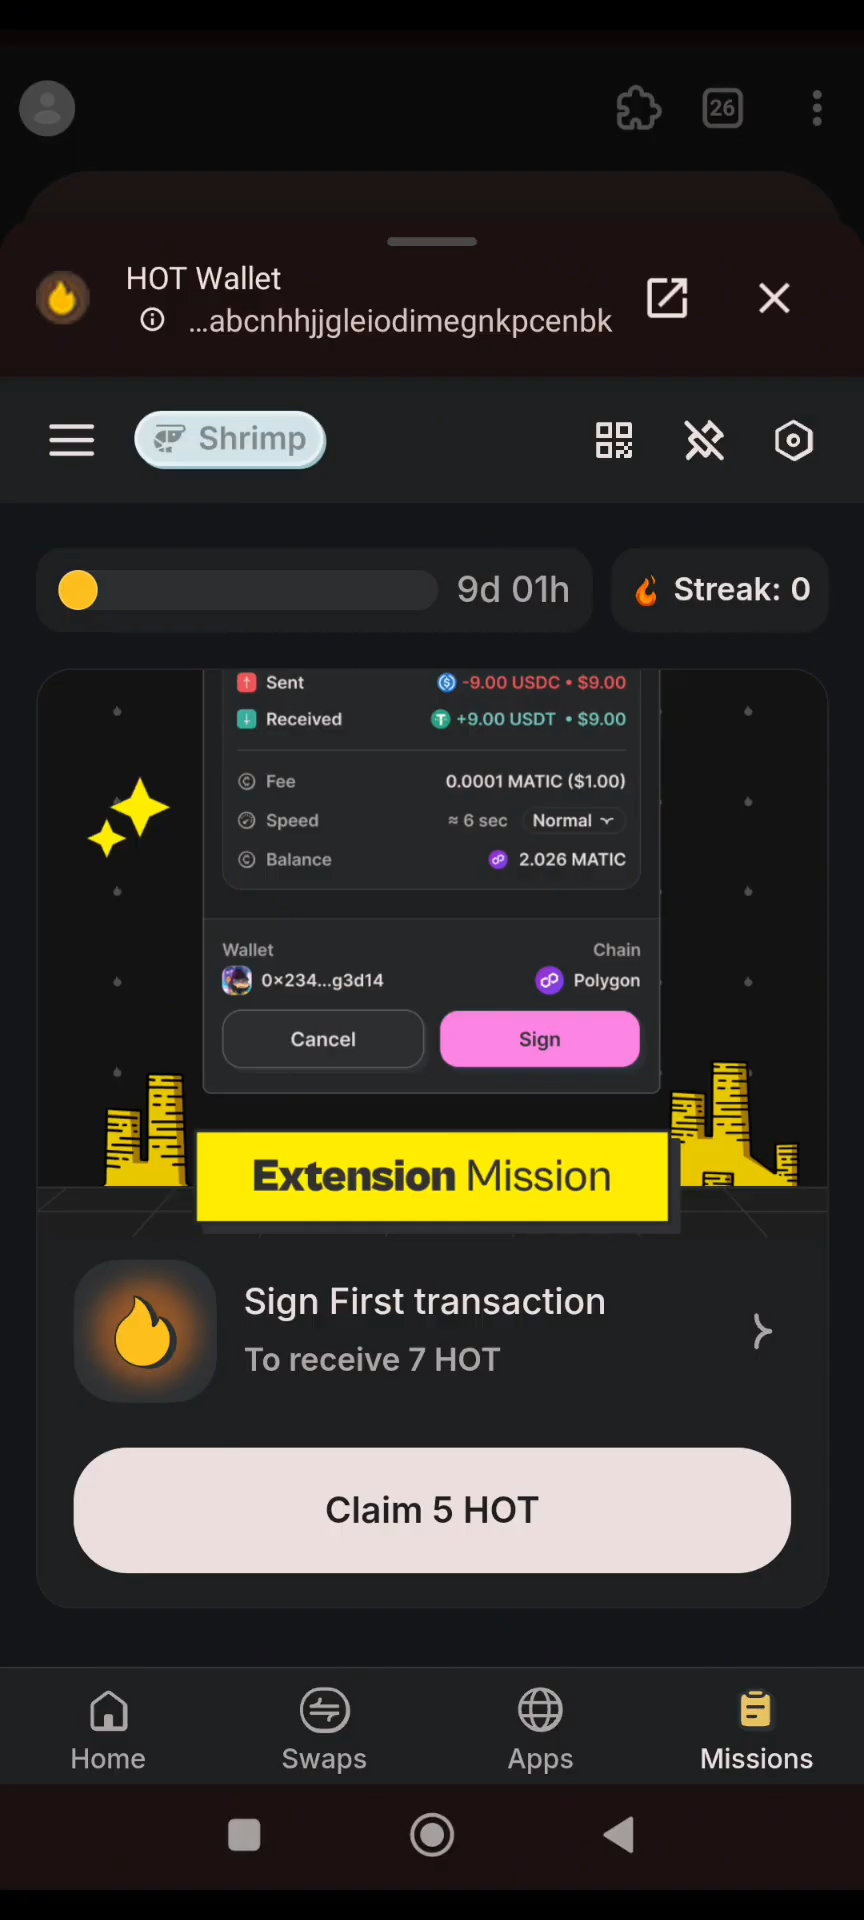 26
HOT Wallet
...abcnhhjjgleiodimegnkpcenbk
Shrimp
9d 01h
Streak: 0
Sent
-9.00 USDC • $9.00
Received
+9.00 USDT • $9.00
Fee
0.0001 MATIC ($1.00)
Speed
≈ 6 sec
Normal
Balance
2.026 MATIC
Wallet
Chain
0×234...g3d14
Polygon
Cancel
Sign
Extension Mission
Sign First transaction
To receive 7 HOT
Claim 5 HOT
Home
Swaps
Apps
Missions